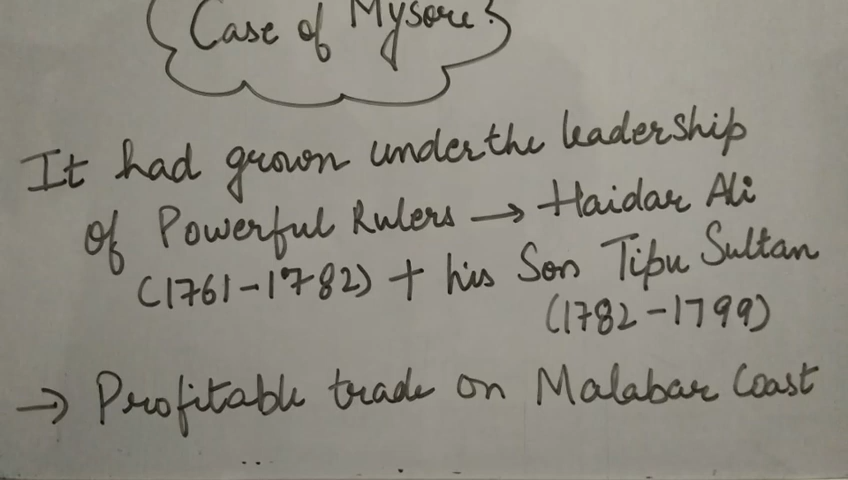 Case of Mysore:
It had grown under the leadership
of Powerful Rulers → Haidar Ali
(1761-1782) + his Son Tipu Sultan
(1782-1799)
→ Profitable trade on Malabar Coast